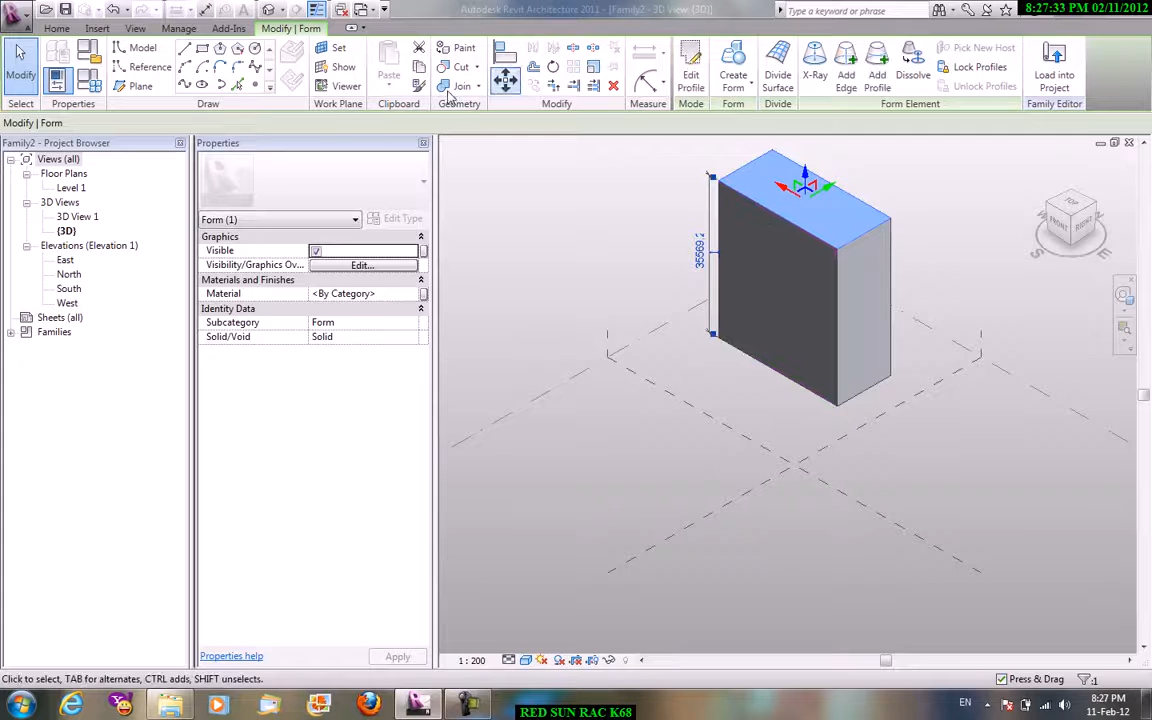 Autodesk Revit Architecture 2011 - [Family2 - 3D View: {3D}]
Type a keyword or phrase
8:27:33 PM 02/11/2012
Home
Insert
View
Manage
Add-Ins
Modify | Form
Modify
Model
Reference
Plane
Set
Show
Viewer
Paste
Paint
Cut
Join
Edit
Profile
Create
Form
Divide
Surface
X-Ray
Add
Edge
Add
Profile
Dissolve
Pick New Host
Lock Profiles
Unlock Profiles
Load into
Project
Select
Properties
Draw
Work Plane
Clipboard
Geometry
Modify
Measure
Mode
Form
Divide
Form Element
Family Editor
Modify | Form
Family2 - Project Browser
Views (all)
Floor Plans
Level 1
3D Views
3D View 1
{3D}
Elevations (Elevation 1)
East
North
South
West
Sheets (all)
Families
Properties
Form (1)
Edit Type
Graphics
Visible
Visibility/Graphics Ov...
Edit...
Materials and Finishes
Material
<By Category>
Identity Data
Subcategory
Form
Solid/Void
Solid
Properties help
Apply
35569.2
TOP
FRONT
RIGHT
1 : 200
Click to select, TAB for alternates, CTRL adds, SHIFT unselects.
Press & Drag
:1
EN
8:27 PM
11-Feb-12
RED SUN RAC K68